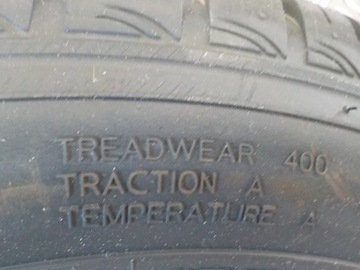 TREADWEAR 400
TRACTION A
TEMPERATURE A